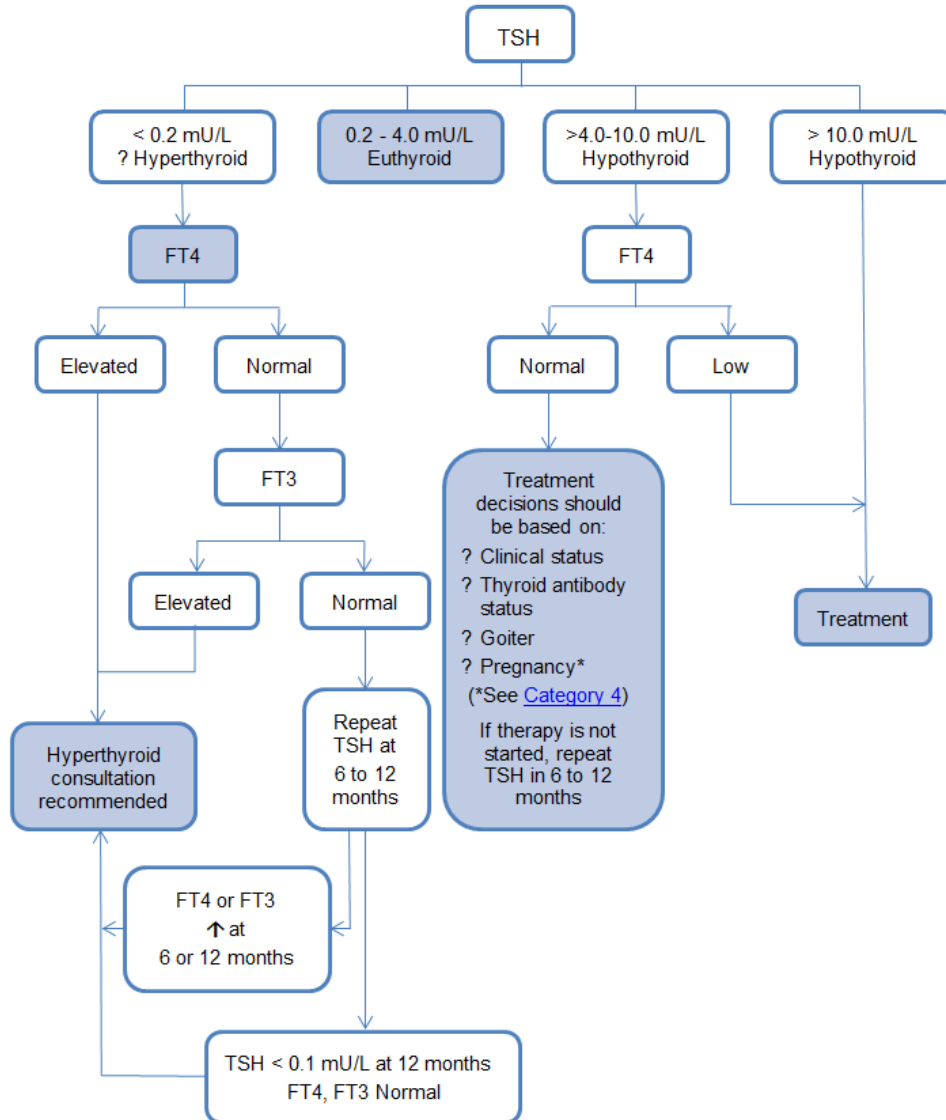 TSH
< 0.2 mU/L
? Hyperthyroid
0.2 - 4.0 mU/L
Euthyroid
>4.0-10.0 mU/L
Hypothyroid
> 10.0 mU/L
Hypothyroid
FT4
FT4
Elevated
Normal
Normal
Low
FT3
Elevated
Normal
Treatment
decisions should
be based on:
? Clinical status
? Thyroid antibody
status
? Goiter
? Pregnancy*
(*See Category 4)
If therapy is not
started, repeat
TSH in 6 to 12
months
Treatment
Repeat
TSH at
6 to 12
months
Hyperthyroid
consultation
recommended
FT4 or FT3
↑ at
6 or 12 months
TSH < 0.1 mU/L at 12 months
FT4, FT3 Normal